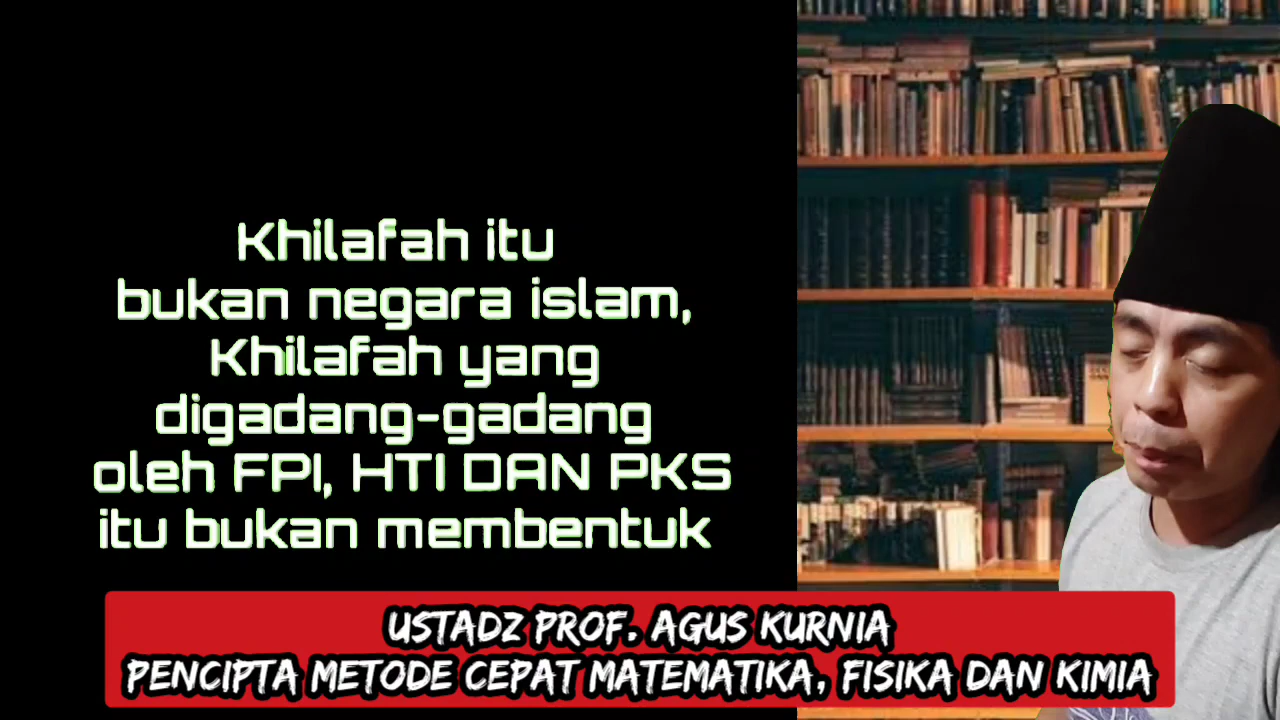 Khilafah itu
bukan negara islam,
Khilafah yang
digadang-gadang
oleh FPI, HTI DAN PKS
itu bukan membentuk
USTADZ PROF. AGUS KURNIA
PENCIPTA METODE CEPAT MATEMATIKA, FISIKA DAN KIMIA